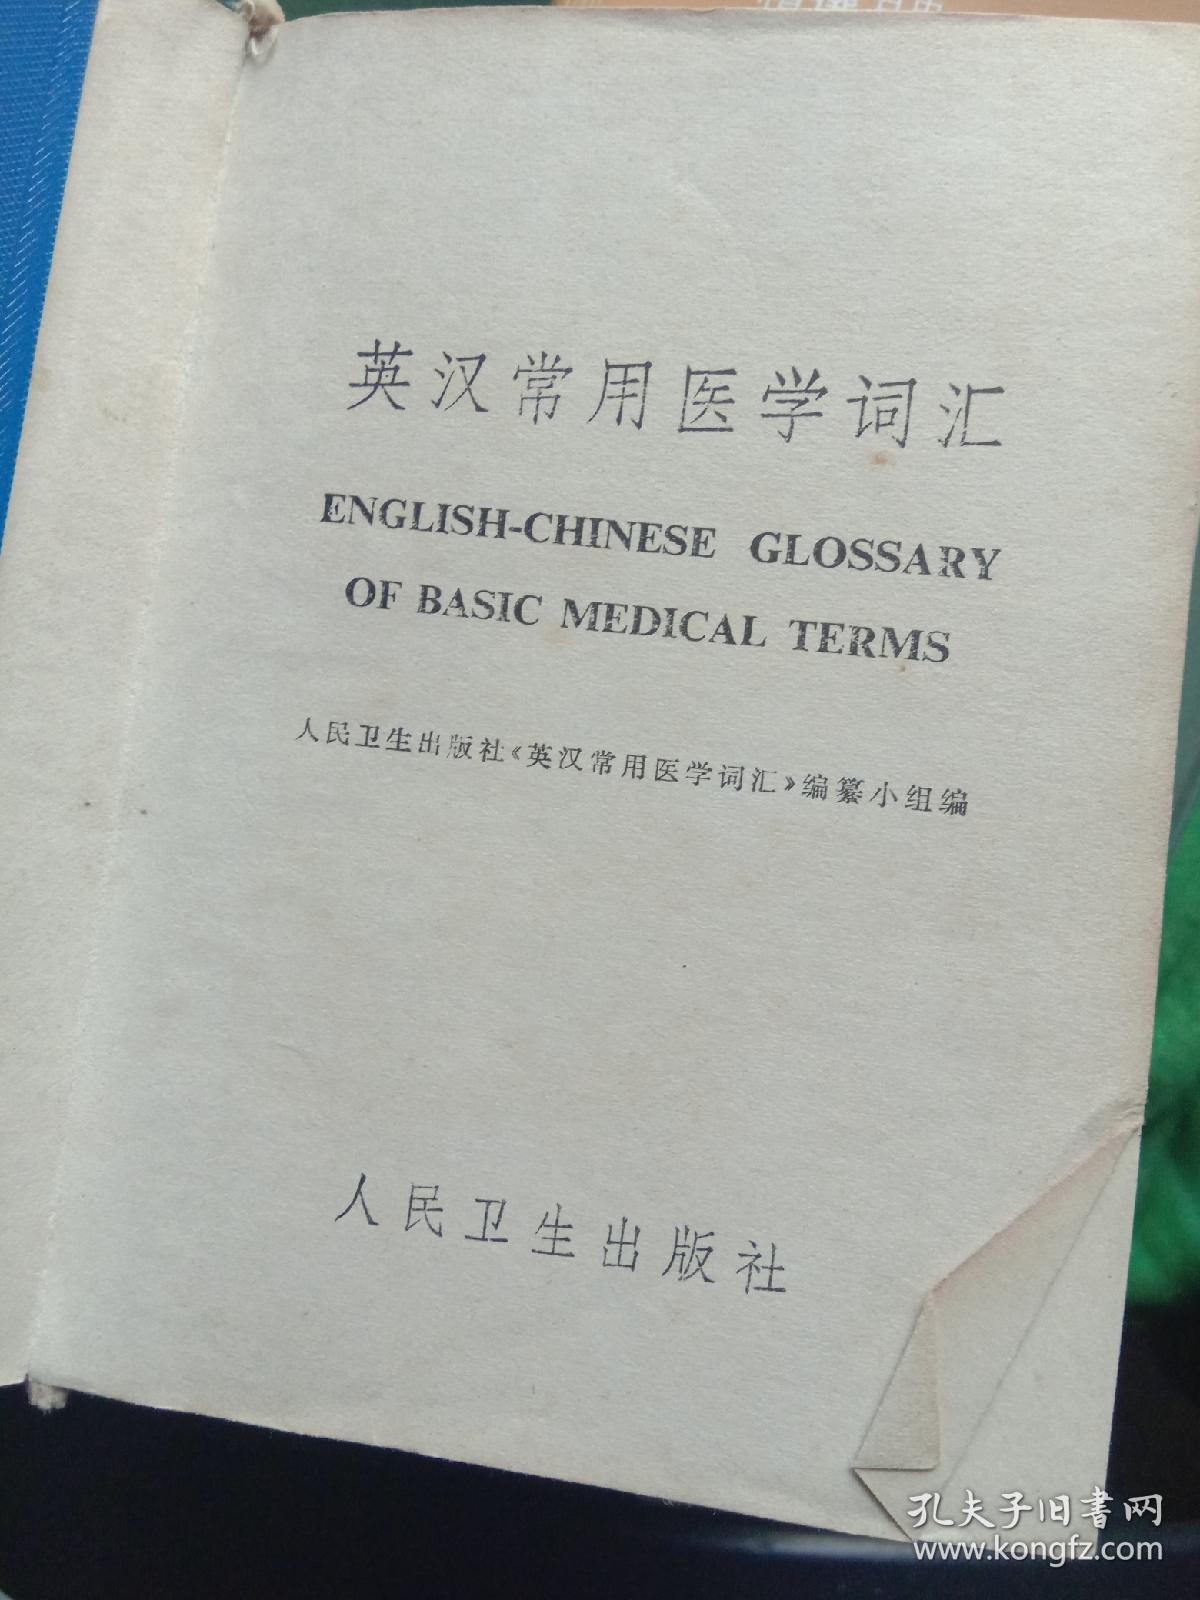 英汉常用医学词汇
ENGLISH-CHINESE GLOSSARY
OF BASIC MEDICAL TERMS
人民卫生出版社《英汉常用医学词汇》编纂小组编
人民卫生出版社
孔夫子旧书网
www.kongfz.com